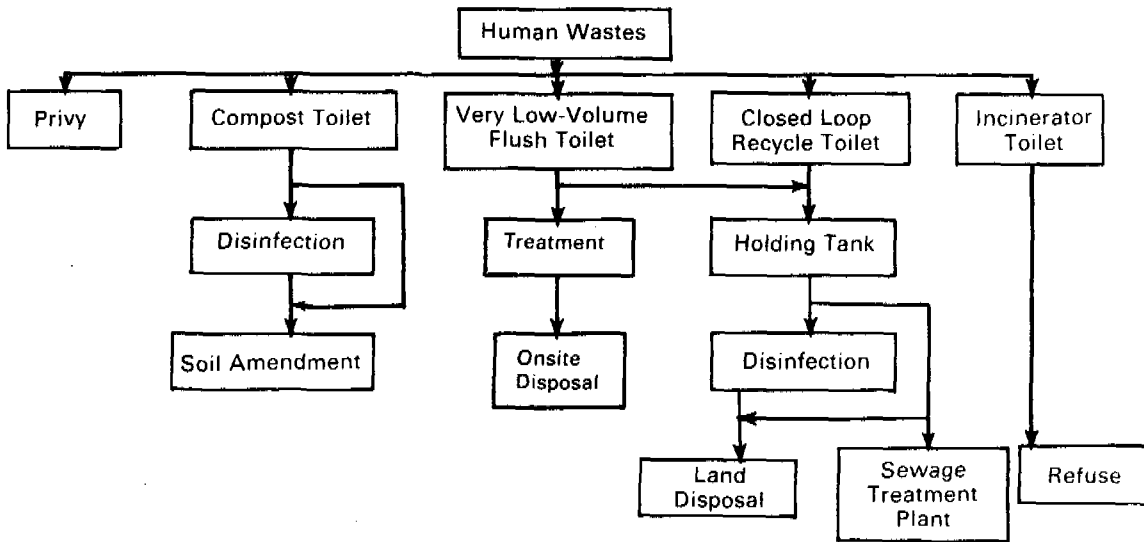 Human Wastes
Privy
Compost Toilet
Very Low-Volume
Flush Toilet
Closed Loop
Recycle Toilet
Incinerator
Toilet
Disinfection
Treatment
Holding Tank
Soil Amendment
Onsite
Disposal
Disinfection
Land
Disposal
Sewage
Treatment
Plant
Refuse